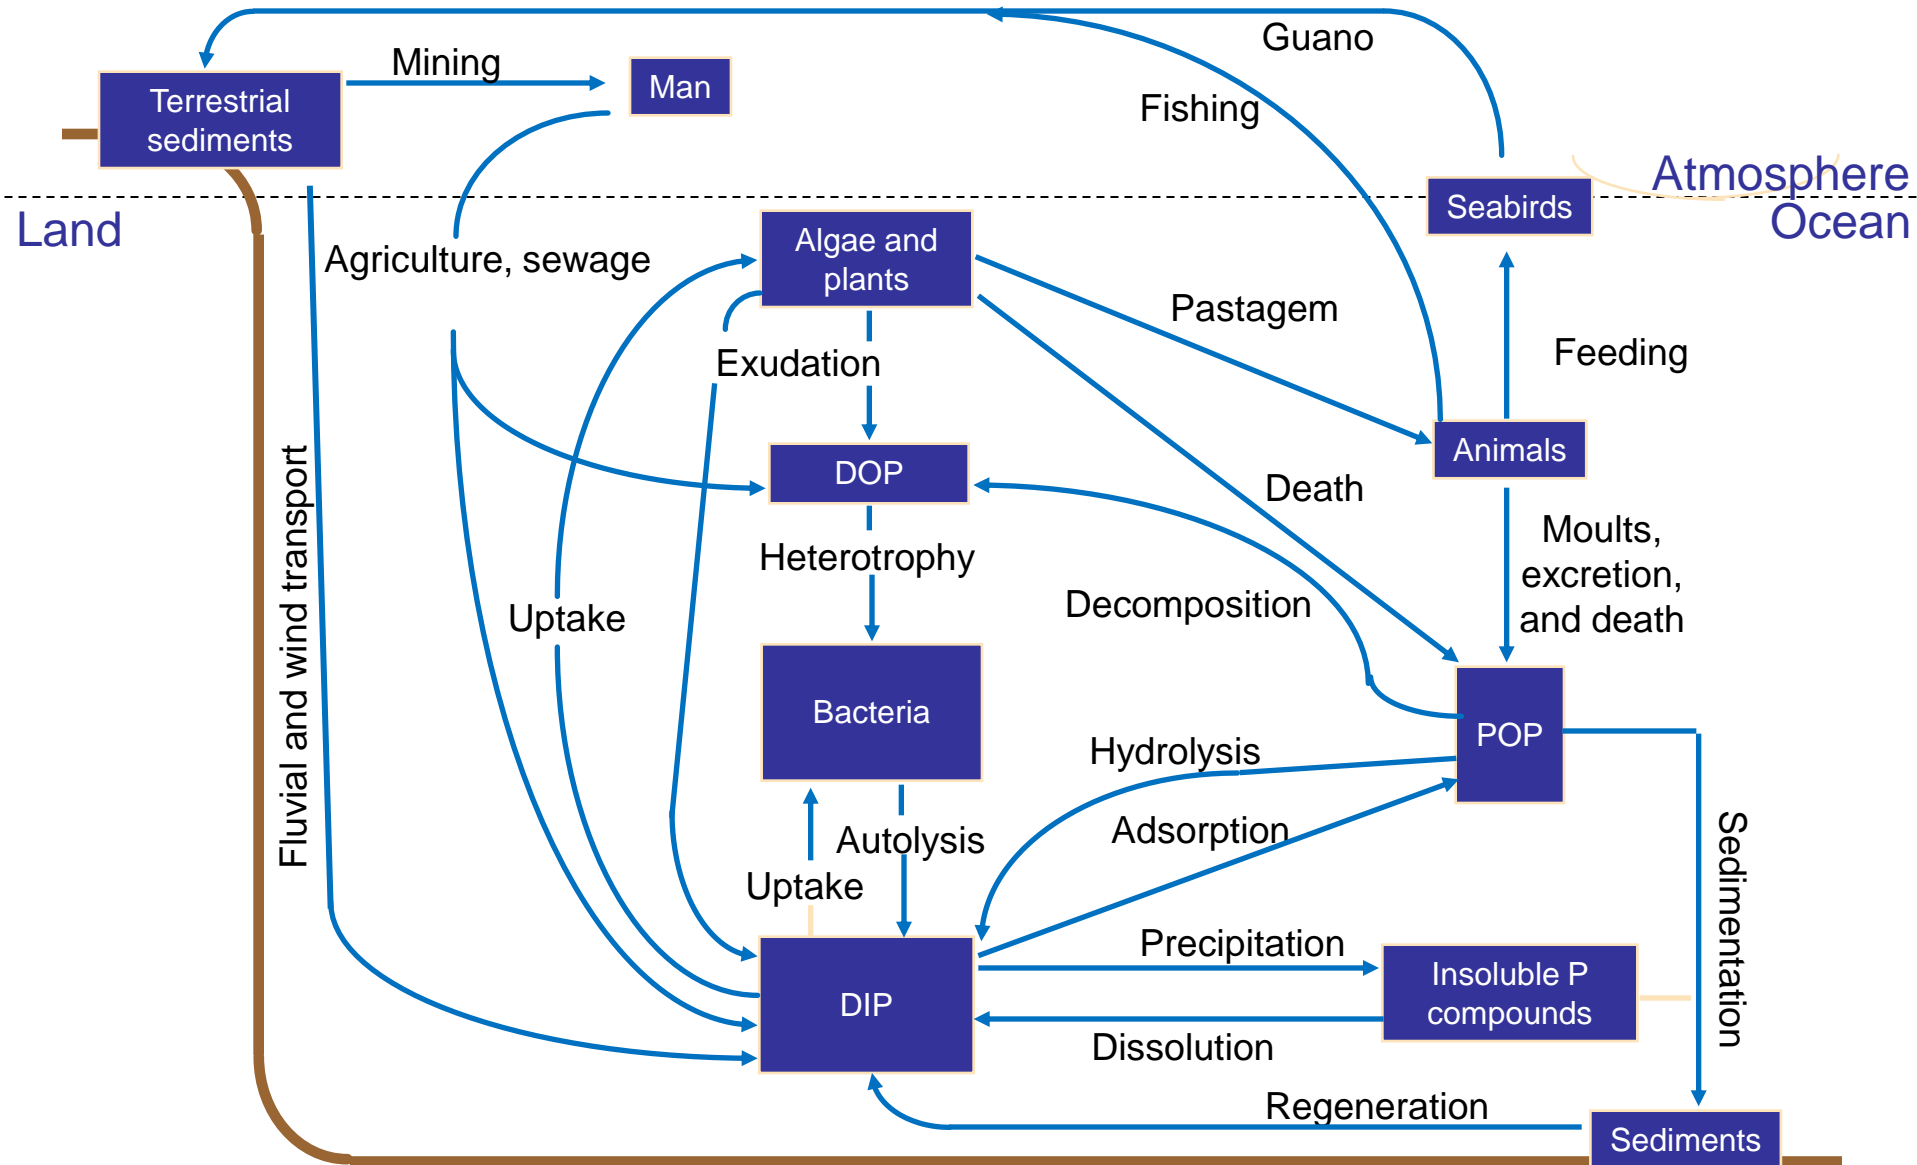 Guano
Mining
Man
Terrestrial
sediments
Fishing
Atmosphere
Seabirds
Ocean
Land
Algae and
plants
Agriculture, sewage
Pastagem
Feeding
Exudation
Animals
DOP
Death
Moults,
excretion,
and death
Heterotrophy
Decomposition
Uptake
Fluvial and wind transport
Bacteria
POP
Hydrolysis
Adsorption
Autolysis
Uptake
Sedimentation
Precipitation
Insoluble P
compounds
DIP
Dissolution
Regeneration
Sediments